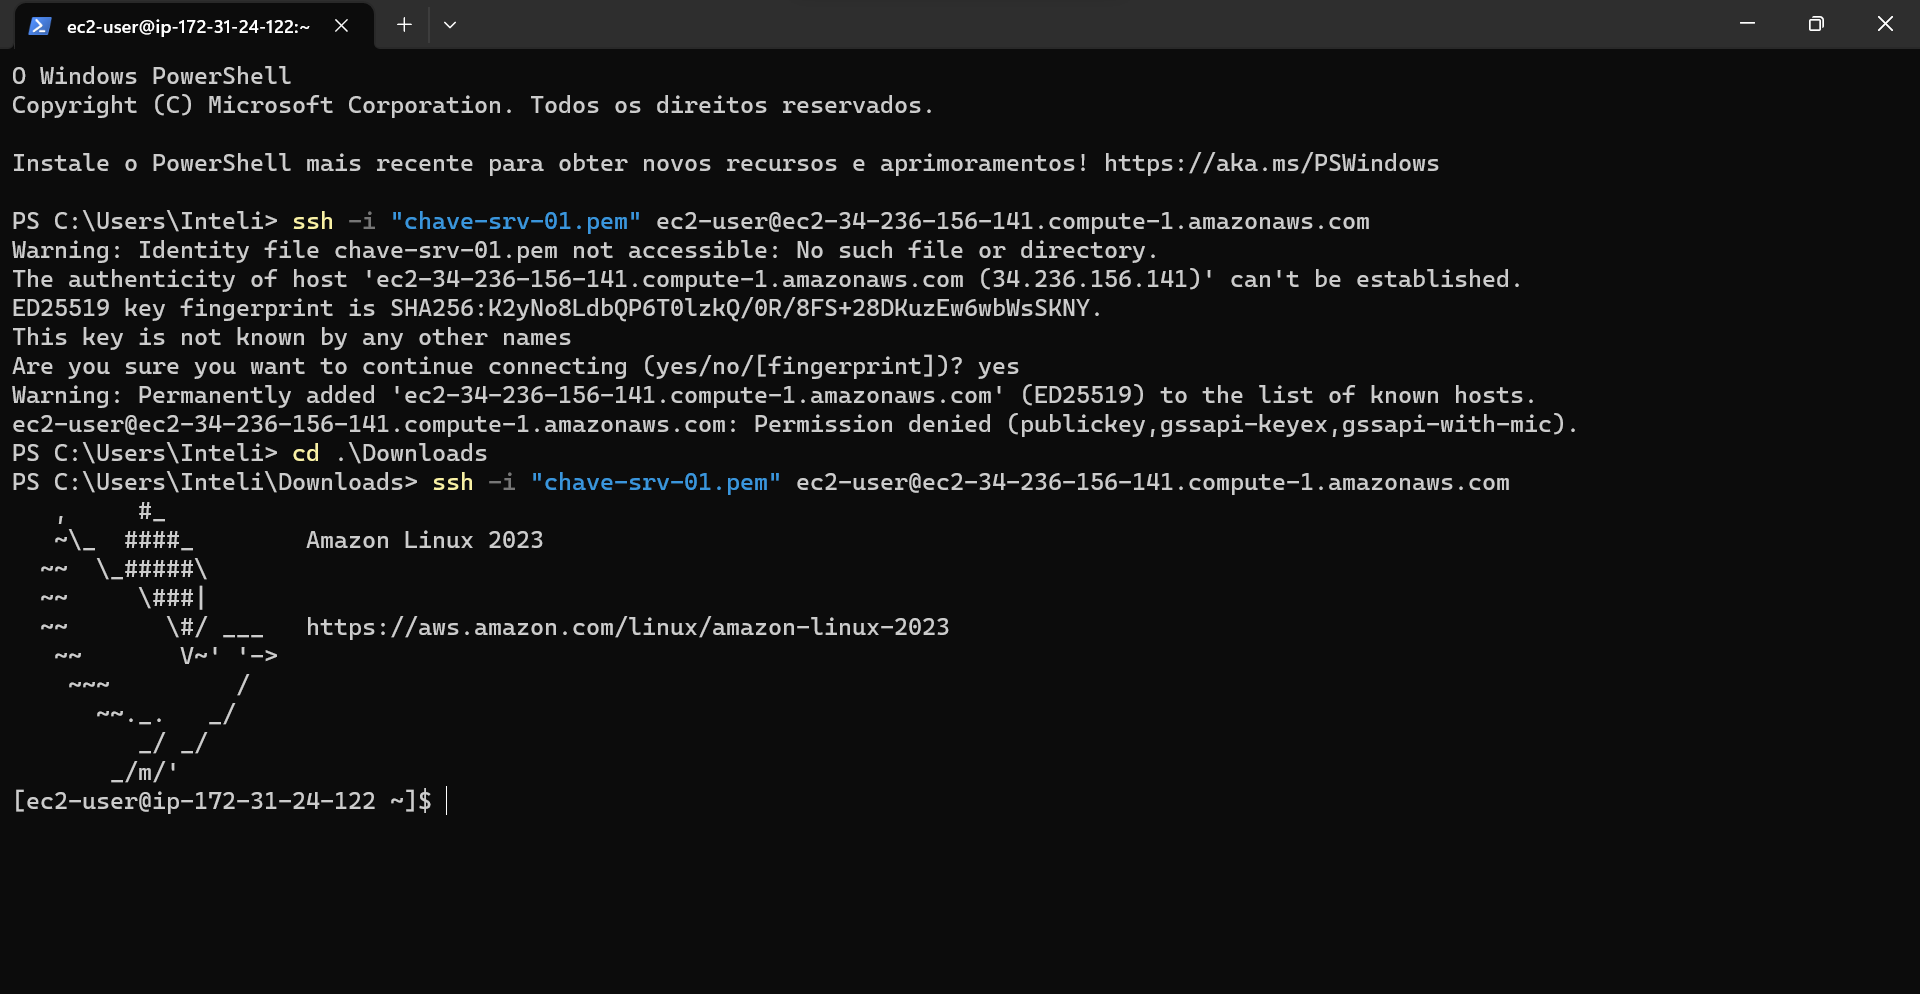 ec2-user@ip-172-31-24-122:~
O Windows PowerShell
Copyright (C) Microsoft Corporation. Todos os direitos reservados.
Instale o PowerShell mais recente para obter novos recursos e aprimoramentos! https://aka.ms/PSWindows
PS C:\Users\Inteli> ssh -i "chave-srv-01.pem" ec2-user@ec2-34-236-156-141.compute-1.amazonaws.com
Warning: Identity file chave-srv-01.pem not accessible: No such file or directory.
The authenticity of host 'ec2-34-236-156-141.compute-1.amazonaws.com (34.236.156.141)' can't be established.
ED25519 key fingerprint is SHA256:K2yNo8LdbQP6T0lzkQ/0R/8FS+28DKuzEw6wbWsSKNY.
This key is not known by any other names
Are you sure you want to continue connecting (yes/no/[fingerprint])? yes
Warning: Permanently added 'ec2-34-236-156-141.compute-1.amazonaws.com' (ED25519) to the list of known hosts.
ec2-user@ec2-34-236-156-141.compute-1.amazonaws.com: Permission denied (publickey,gssapi-keyex,gssapi-with-mic).
PS C:\Users\Inteli> cd .\Downloads
PS C:\Users\Inteli\Downloads> ssh -i "chave-srv-01.pem" ec2-user@ec2-34-236-156-141.compute-1.amazonaws.com
   ,     #_
   ~\_  ####_        Amazon Linux 2023
  ~~  \_#####\
  ~~     \###|
  ~~       \#/ ___   https://aws.amazon.com/linux/amazon-linux-2023
   ~~       V~' '->
    ~~~         /
      ~~._.   _/
         _/ _/
       _/m/'
[ec2-user@ip-172-31-24-122 ~]$